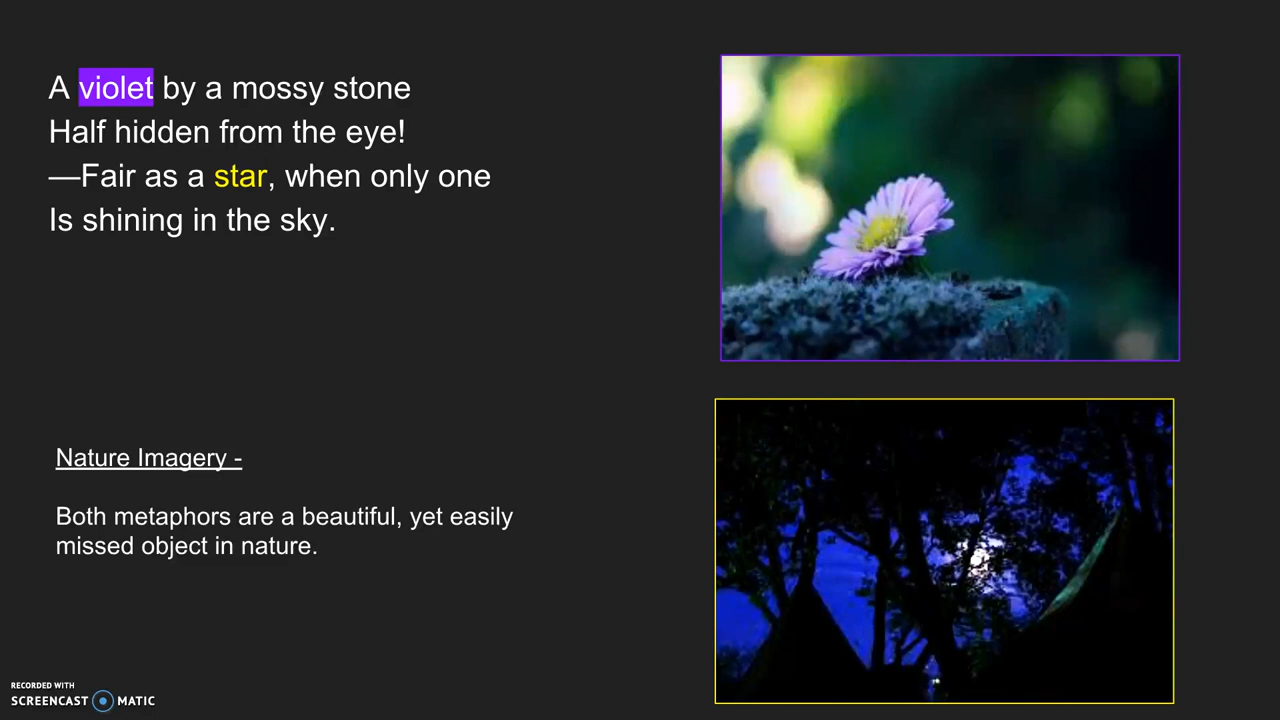 A violet by a mossy stone
Half hidden from the eye!
—Fair as a star, when only one
Is shining in the sky.
Nature Imagery -
Both metaphors are a beautiful, yet easily
missed object in nature.
RECORDED WITH
SCREENCAST MATIC